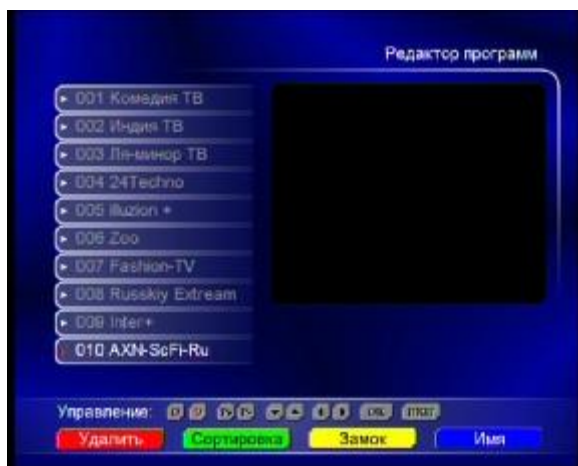 Редактор программ
001 Комедия ТВ
002 Индия ТВ
003 Ля-минор ТВ
004 24Techno
005 illuzion +
006 Zoo
007 Fashion-TV
008 Russkiy Extream
009 Inter+
010 AXN-ScFi-Ru
Управление:
Удалить Сортировка Замок Имя